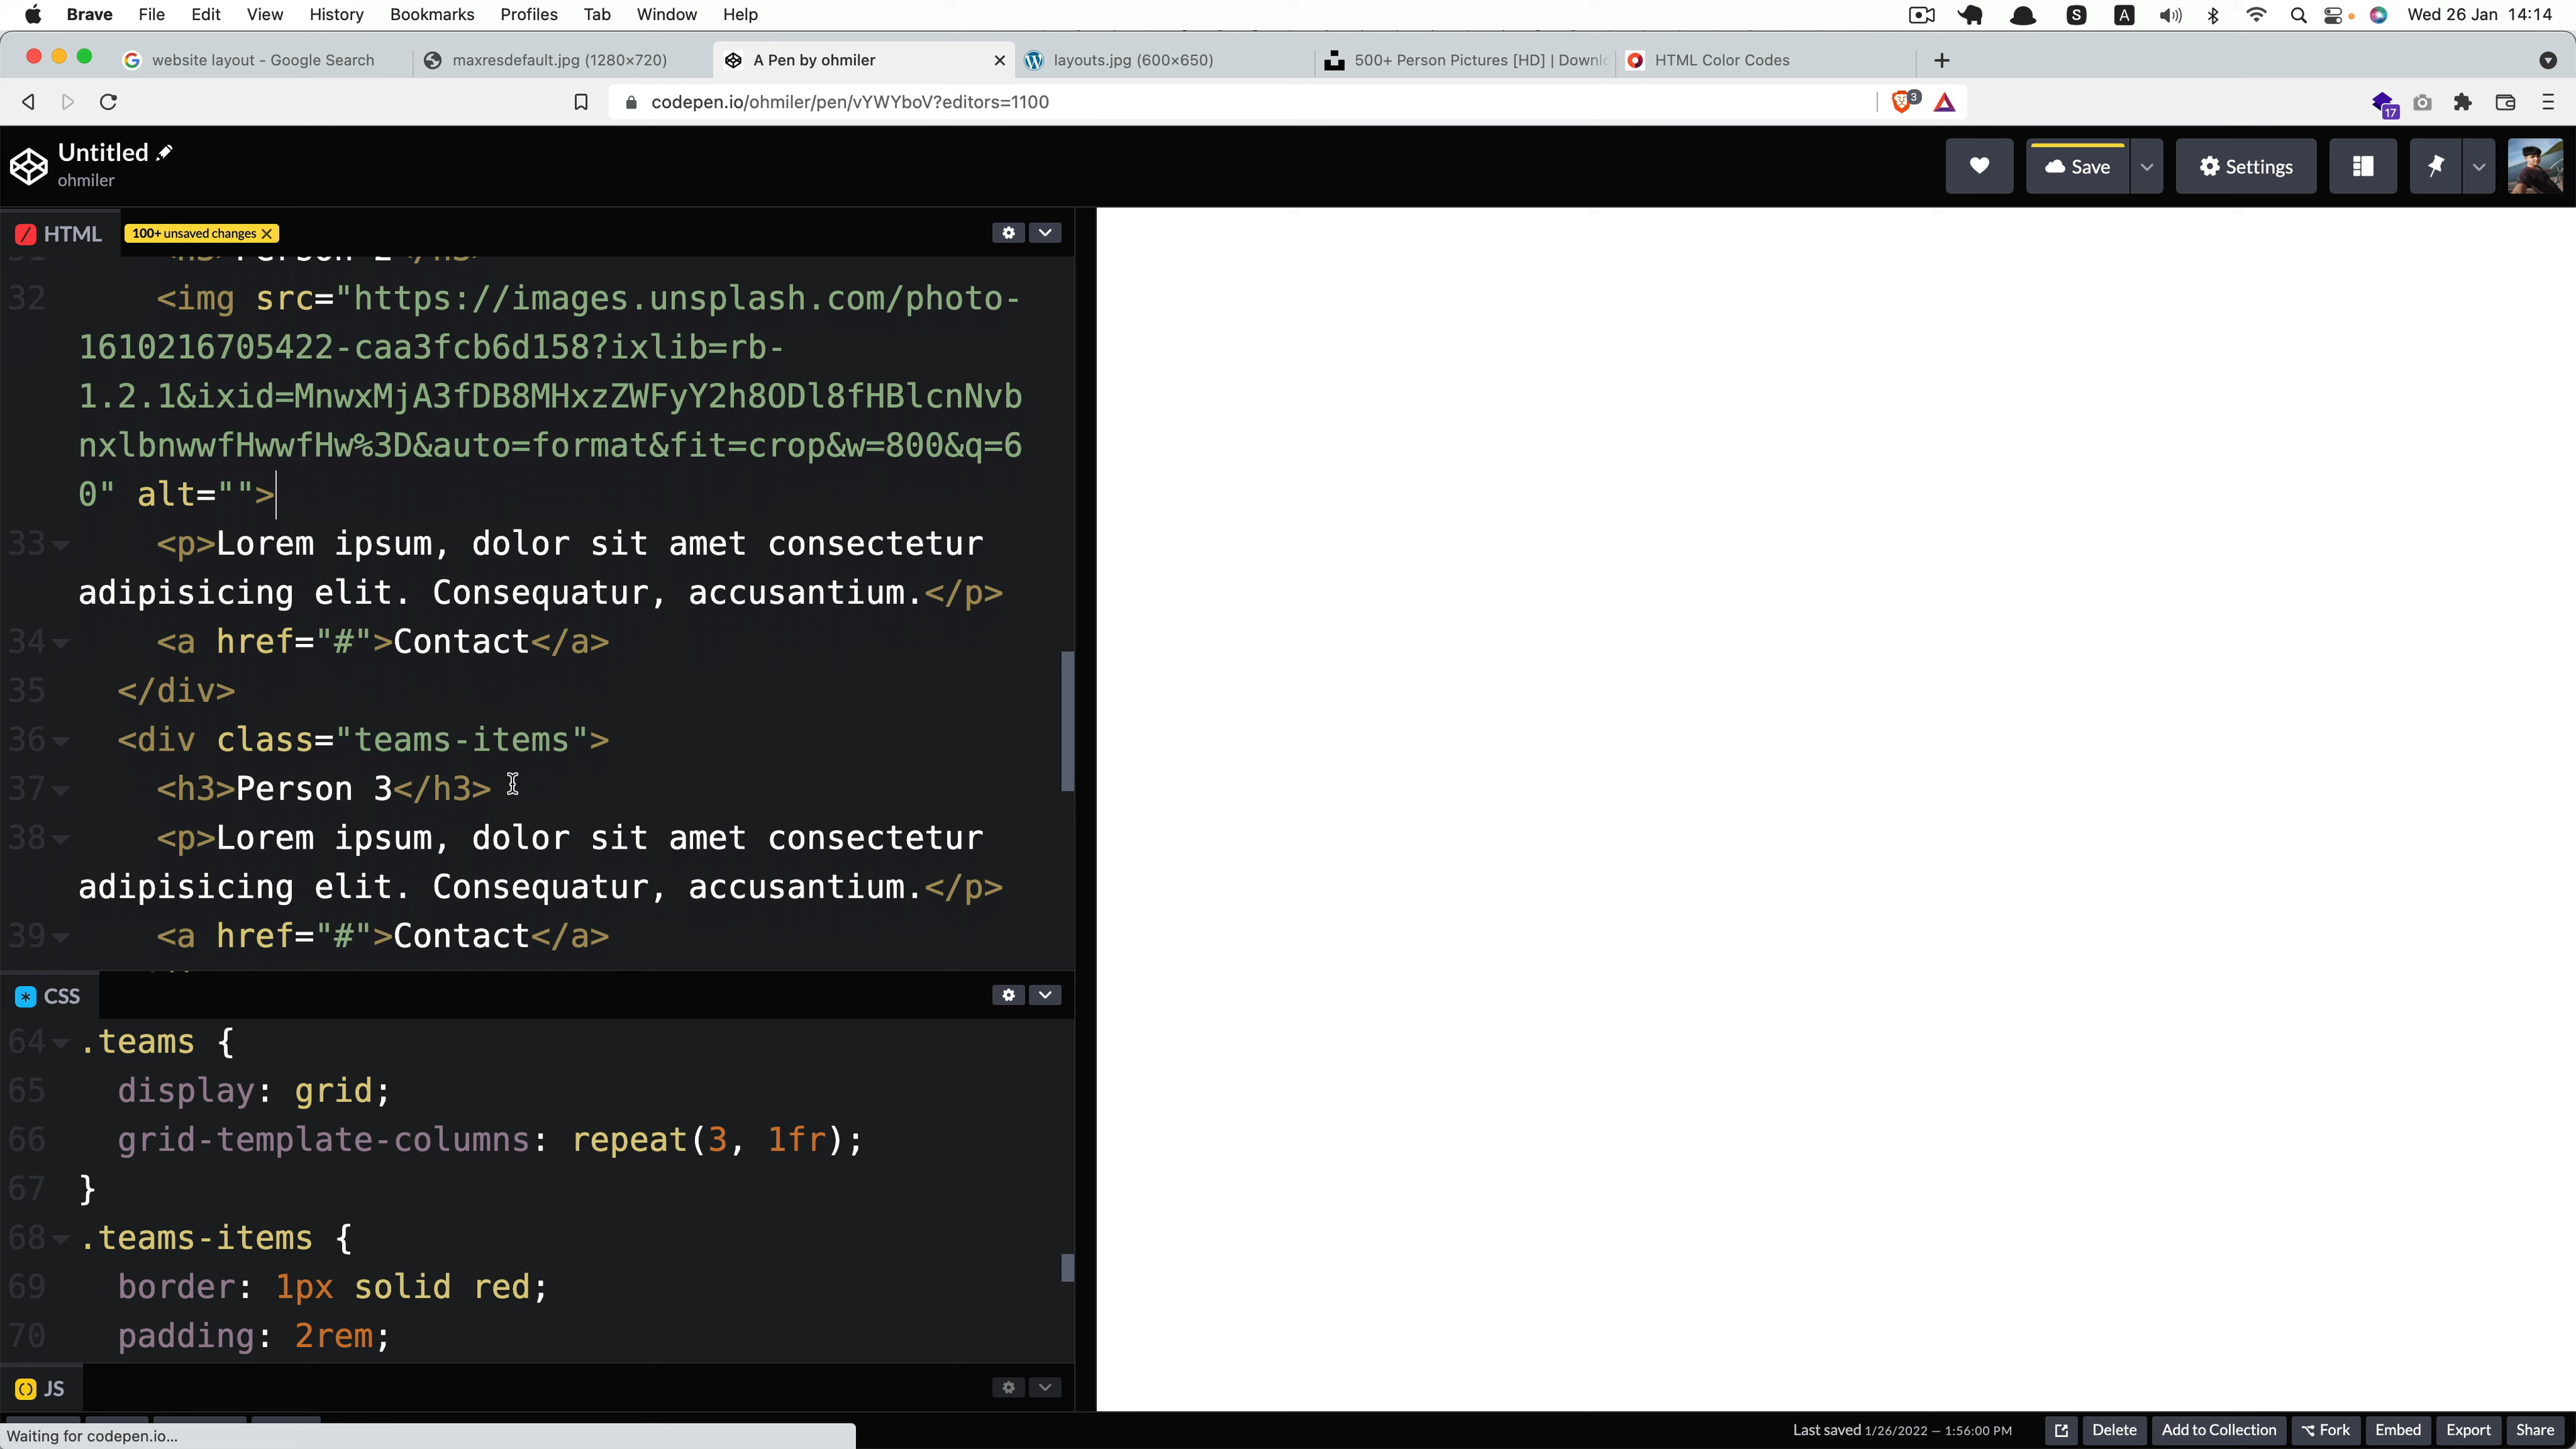 Brave File Edit View History Bookmarks Profiles Tab Window Help S A Wed 26 Jan 14:14
website layout - Google Search maxresdefault.jpg (1280×720) A Pen by ohmiler layouts.jpg (600×650) 500+ Person Pictures [HD] | Downlo HTML Color Codes
codepen.io/ohmiler/pen/vYWYboV?editors=1100 3 17
Untitled
ohmiler
Save Settings
HTML 100+ unsaved changes ×
31 <h3>Person 2</h3>
32 <img src="https://images.unsplash.com/photo-
1610216705422-caa3fcb6d158?ixlib=rb-
1.2.1&ixid=MnwxMjA3fDB8MHxzZWFyY2h8ODl8fHBlcnNvb
nxlbnwwfHwwfHw%3D&auto=format&fit=crop&w=800&q=6
0" alt="">
33 <p>Lorem ipsum, dolor sit amet consectetur
adipisicing elit. Consequatur, accusantium.</p>
34 <a href="#">Contact</a>
35 </div>
36 <div class="teams-items">
37 <h3>Person 3</h3>
38 <p>Lorem ipsum, dolor sit amet consectetur
adipisicing elit. Consequatur, accusantium.</p>
39 <a href="#">Contact</a>
CSS
64 .teams {
65 display: grid;
66 grid-template-columns: repeat(3, 1fr);
67 }
68 .teams-items {
69 border: 1px solid red;
70 padding: 2rem;
JS
Waiting for codepen.io...
Last saved 1/26/2022 — 1:56:00 PM Delete Add to Collection Fork Embed Export Share